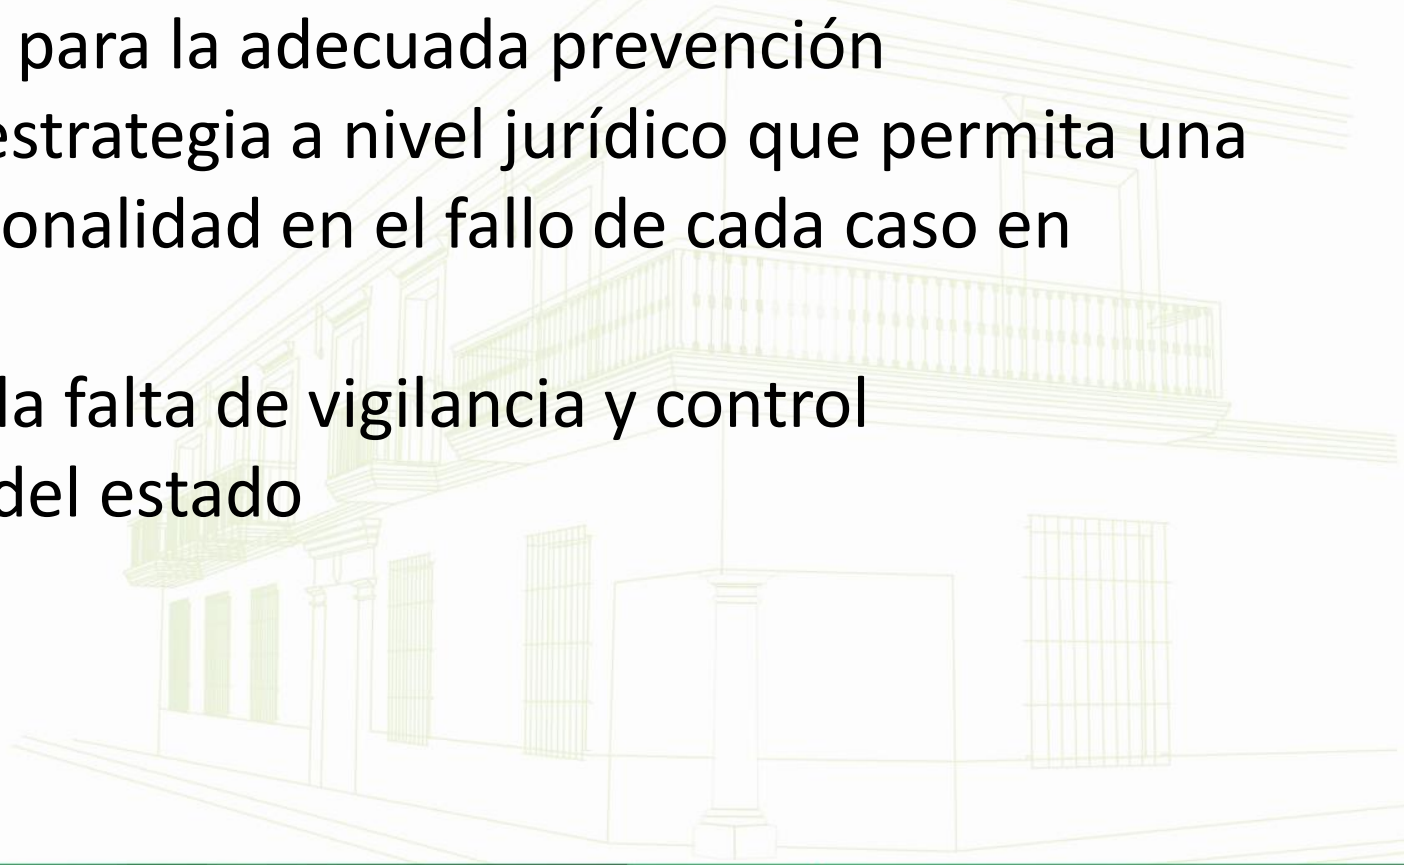 para la adecuada prevención
estrategia a nivel jurídico que permita una
onalidad en el fallo de cada caso en
la falta de vigilancia y control
del estado